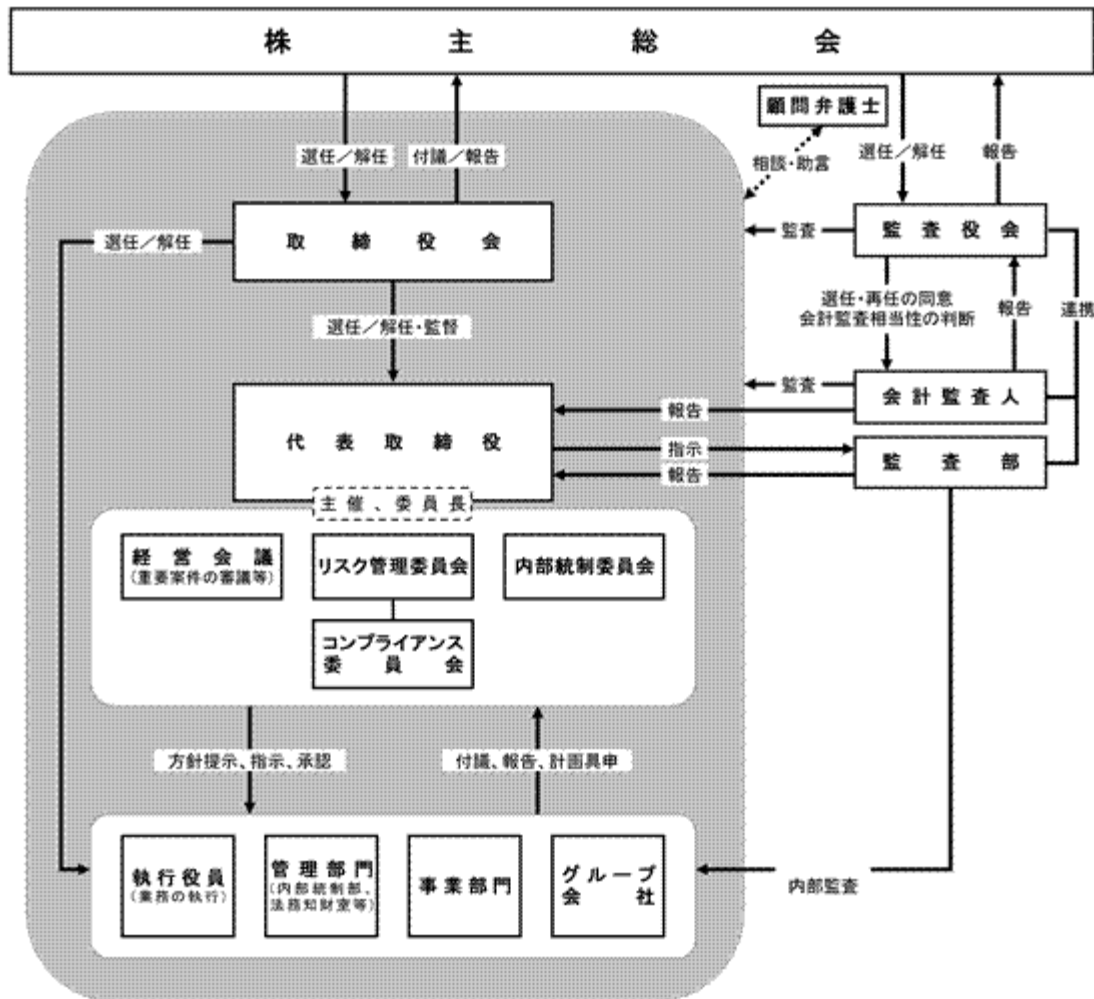 株主総会
顧問弁護士
選任／解任
付議／報告
相談・助言
選任／解任
報告
取締役会
監査役会
選任／解任
監査
選任・再任の同意
会計監査相当性の判断
報告
連携
選任／解任・監督
監査
会計監査人
報告
代表取締役
指示
監査部
報告
主催、委員長
経営会議
（重要案件の審議等）
リスク管理委員会
内部統制委員会
コンプライアンス
委員会
方針提示、指示、承認
付議、報告、計画具申
執行役員
（業務の執行）
管理部門
（内部統制部、
法務知財室等）
事業部門
グループ
会社
内部監査